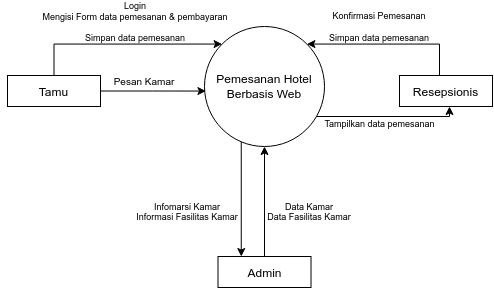 Login
Mengisi Form data pemesanan & pembayaran
Konfirmasi Pemesanan
Simpan data pemesanan
Simpan data pemesanan
Pemesanan Hotel
Berbasis Web
Tamu
Pesan Kamar
Resepsionis
Tampilkan data pemesanan
Infomarsi Kamar
Informasi Fasilitas Kamar
Data Kamar
Data Fasilitas Kamar
Admin